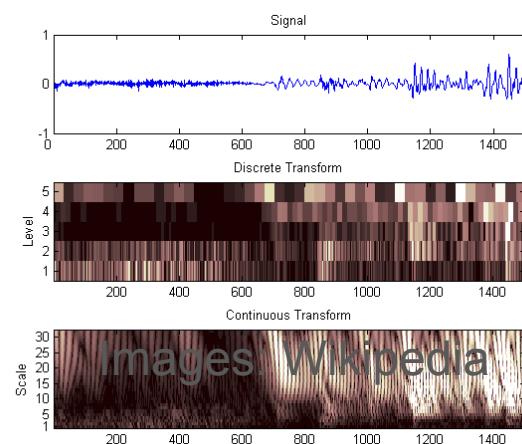 Signal
1
0
-1
0 200 400 600 800 1000 1200 1400
Discrete Transform
Level
5
4
3
2
1
200 400 600 800 1000 1200 1400
Continuous Transform
Scale
30
25
20
15
10
5
1
Images: Wikipedia
200 400 600 800 1000 1200 1400